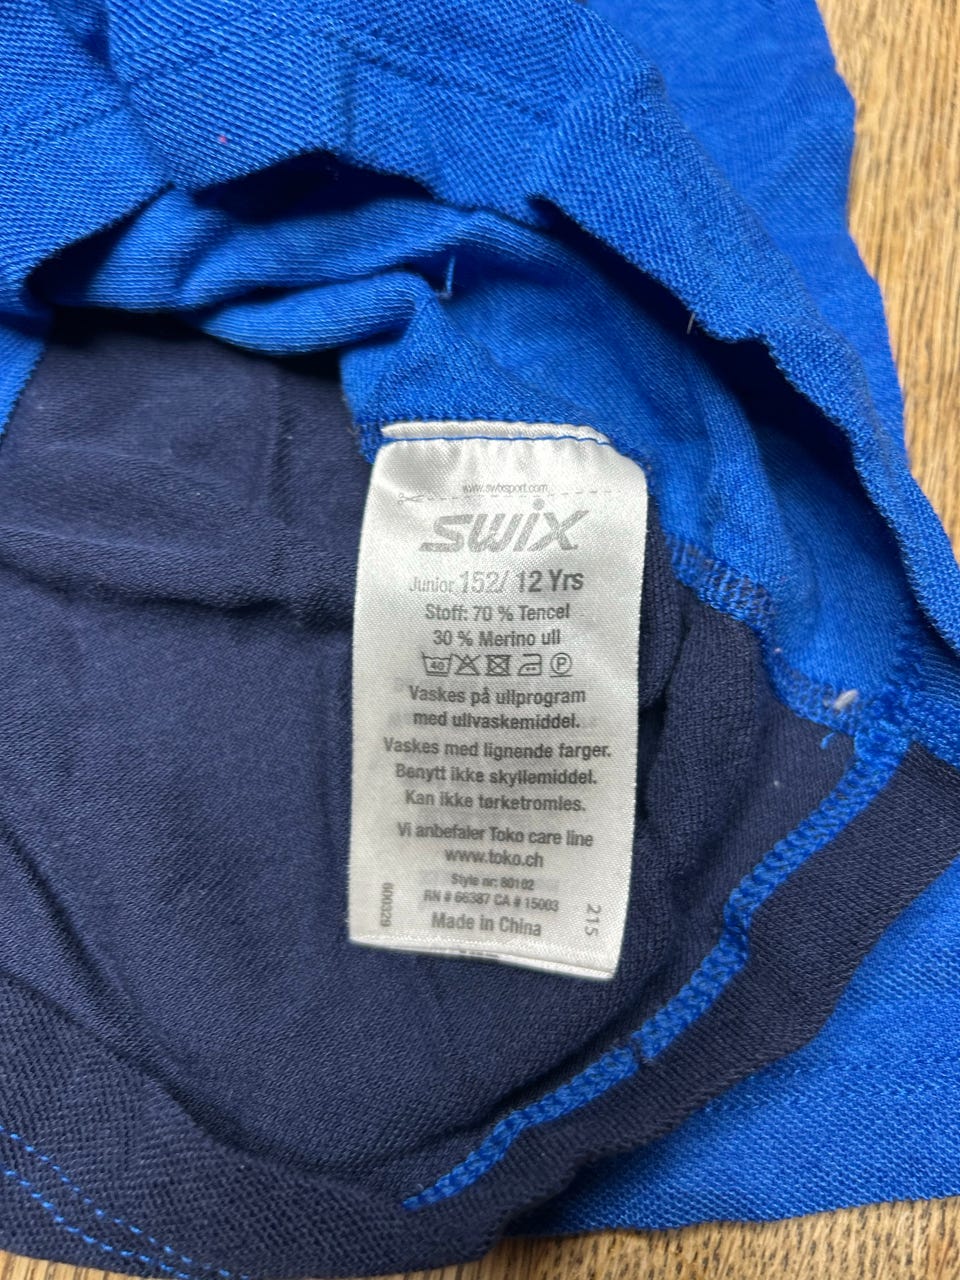 www.swixsport.com
swix
Junior 152/ 12 Yrs
Stoff: 70 % Tencel
30 % Merino ull
40 P
Vaskes på ullprogram
med ullvaskemiddel.
Vaskes med lignende farger.
Benytt ikke skyllemiddel.
Kan ikke tørketromles.
Vi anbefaler Toko care line
www.toko.ch
Style nr: 80102
RN # 66387 CA # 15003
Made in China
600329
215